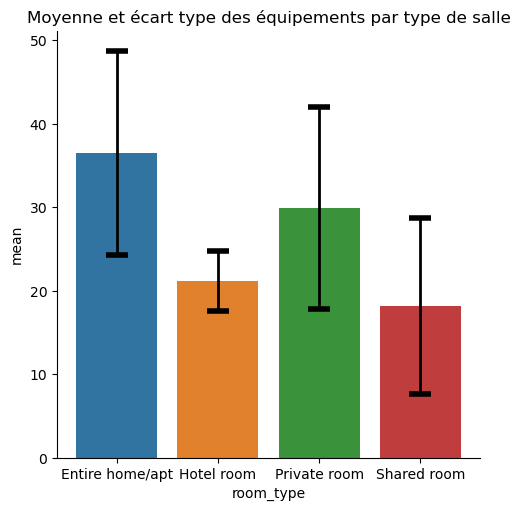 Moyenne et écart type des équipements par type de salle
50
40
30
20
10
0
mean
Entire home/apt Hotel room Private room Shared room
room_type